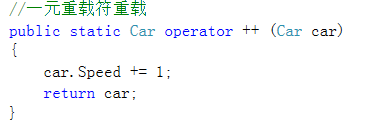 //一元重载符重载
public static Car operator ++ (Car car)
{
    car.Speed += 1;
    return car;
}